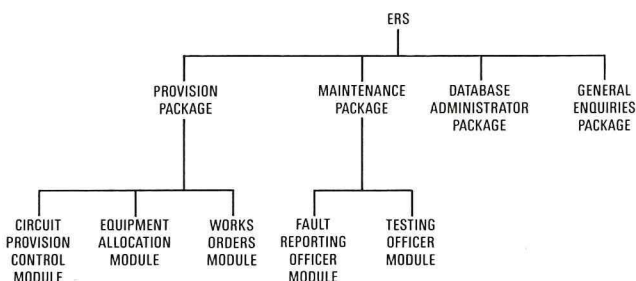 ERS
PROVISION
PACKAGE
MAINTENANCE
PACKAGE
DATABASE
ADMINISTRATOR
PACKAGE
GENERAL
ENQUIRIES
PACKAGE
CIRCUIT
PROVISION
CONTROL
MODULE
EQUIPMENT
ALLOCATION
MODULE
WORKS
ORDERS
MODULE
FAULT
REPORTING
OFFICER
MODULE
TESTING
OFFICER
MODULE